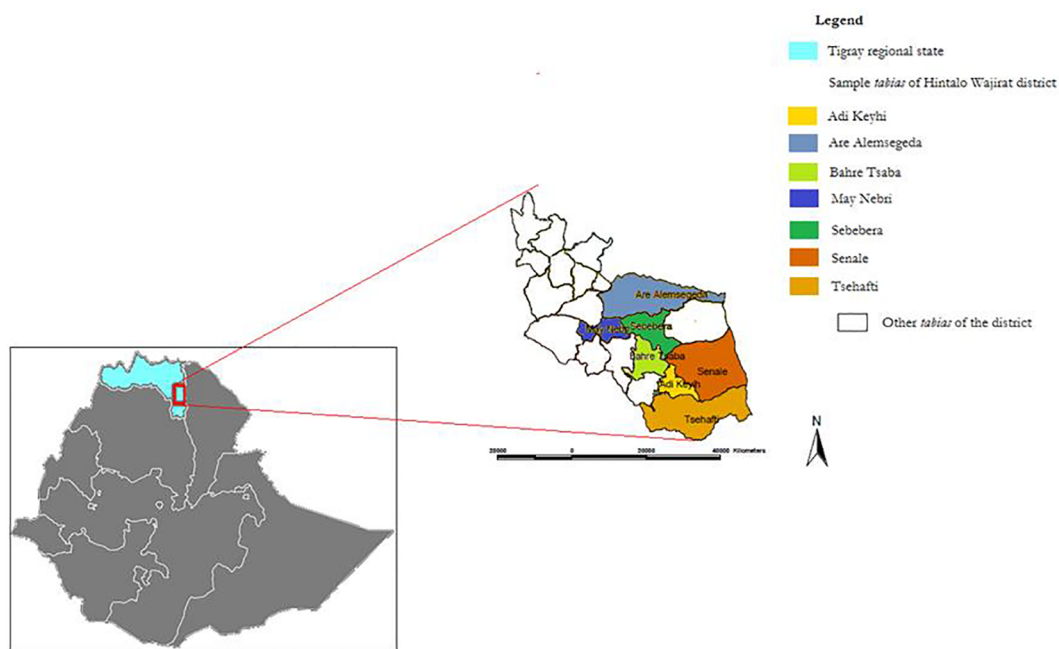 Legend
Tigray regional state
Sample tabias of Hintalo Wajirat district
Adi Keyhi
Are Alemsegeda
Bahre Tsaba
May Nebri
Sebebera
Senale
Tsehafti
Other tabias of the district
Are Alemsegeda
May Nebri
Sebebera
Bahre Tsaba
Senale
Adi Keyih
Tsehafti
N
20000 0 20000 40000 Kilometers